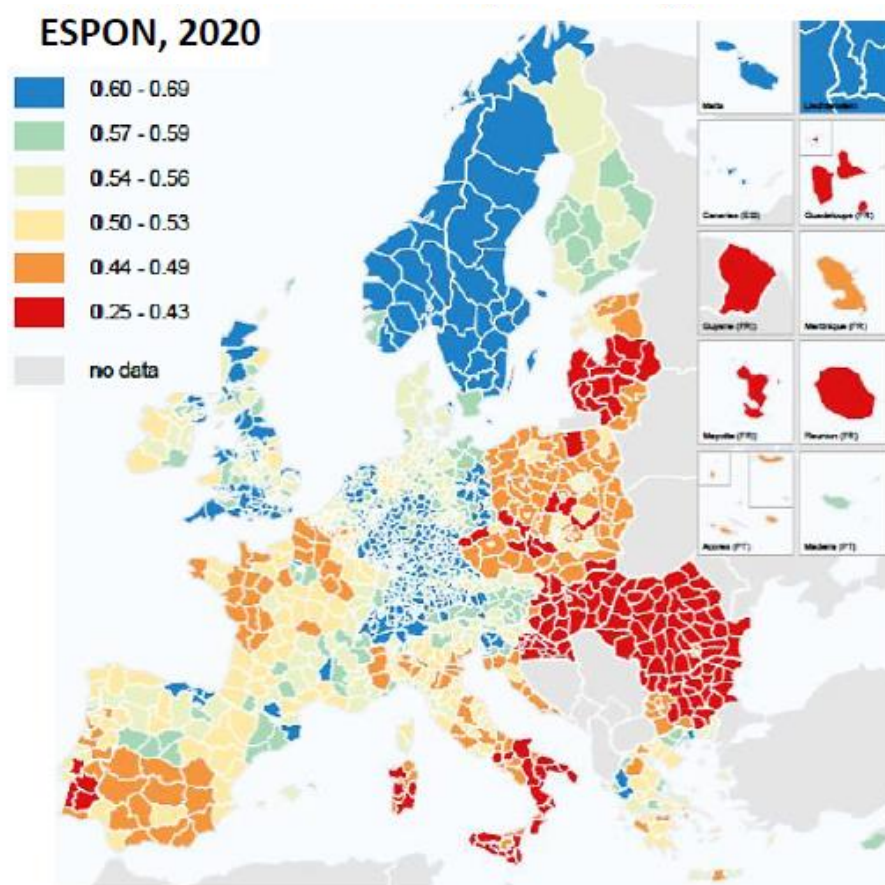 ESPON, 2020
0.60 - 0.69
0.57 - 0.59
0.54 - 0.56
0.50 - 0.53
0.44 - 0.49
0.25 - 0.43
no data
Malta
Liechtenstein
Canarias (ES)
Guadeloupe (FR)
Guyane (FR)
Martinique (FR)
Mayotte (FR)
Reunion (FR)
Acores (PT)
Madeira (PT)